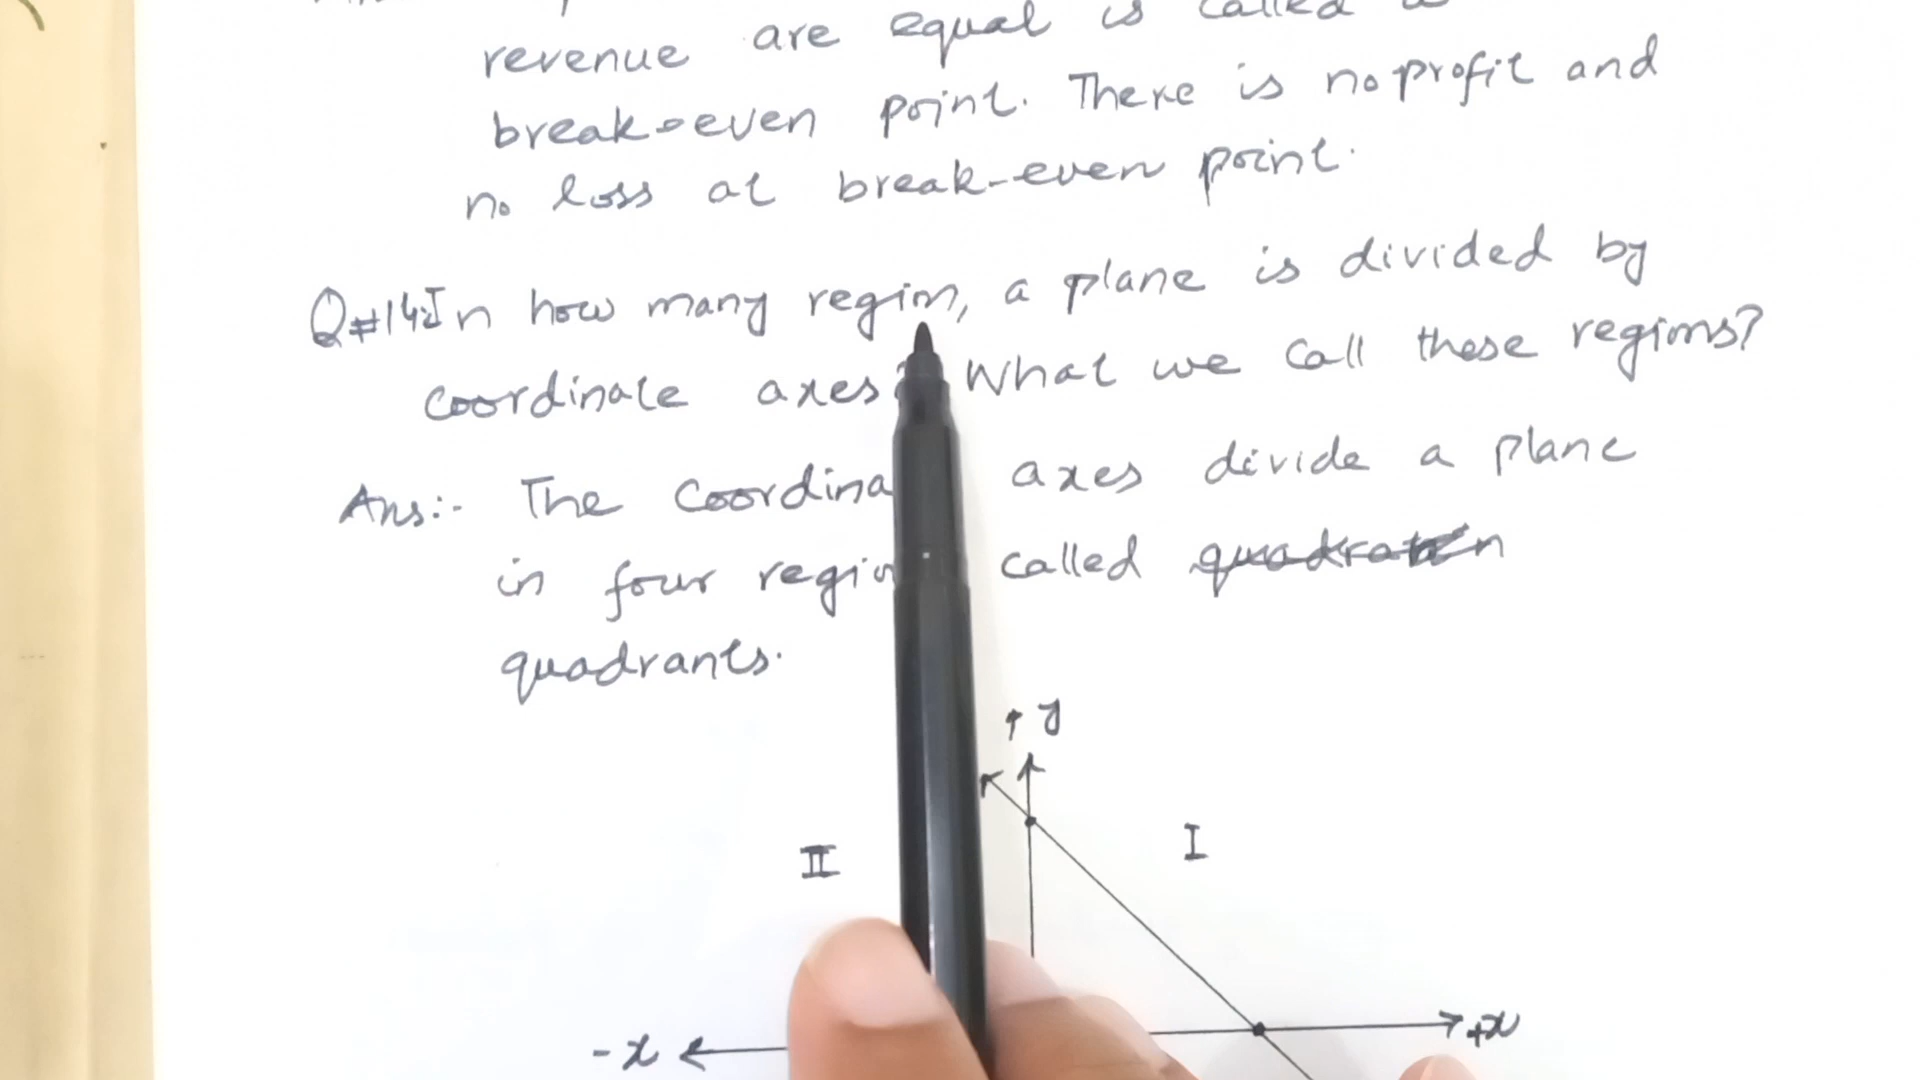 revenue are equal is called
break-even point. There is no profit and
no loss at break-even point.
Q#14: In how many region, a plane is divided by
coordinate axes What we call these regions?
Ans:- The Coordina axes divide a plane
in four regio called
quadrants.
+y
II
I
-x
+x